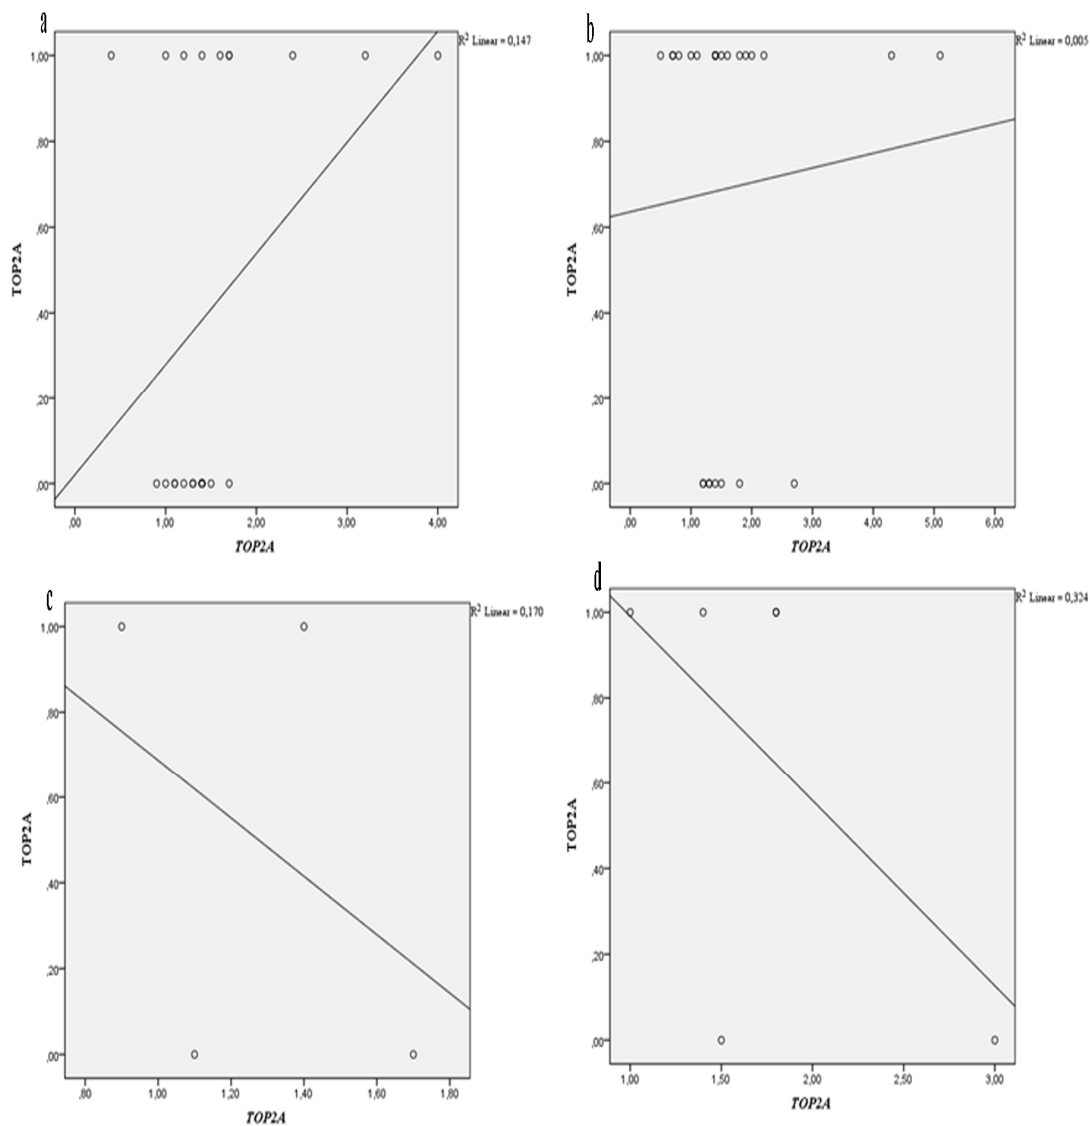 a
R² Linear = 0,147
1,00
,80
,60
,40
,20
,00
TOP2A
,00 1,00 2,00 3,00 4,00
TOP2A
b
R² Linear = 0,005
1,00
,80
,60
,40
,20
,00
TOP2A
,00 1,00 2,00 3,00 4,00 5,00 6,00
TOP2A
c
R² Linear = 0,170
1,00
,80
,60
,40
,20
,00
TOP2A
,80 1,00 1,20 1,40 1,60 1,80
TOP2A
d
R² Linear = 0,324
1,00
,80
,60
,40
,20
,00
TOP2A
1,00 1,50 2,00 2,50 3,00
TOP2A